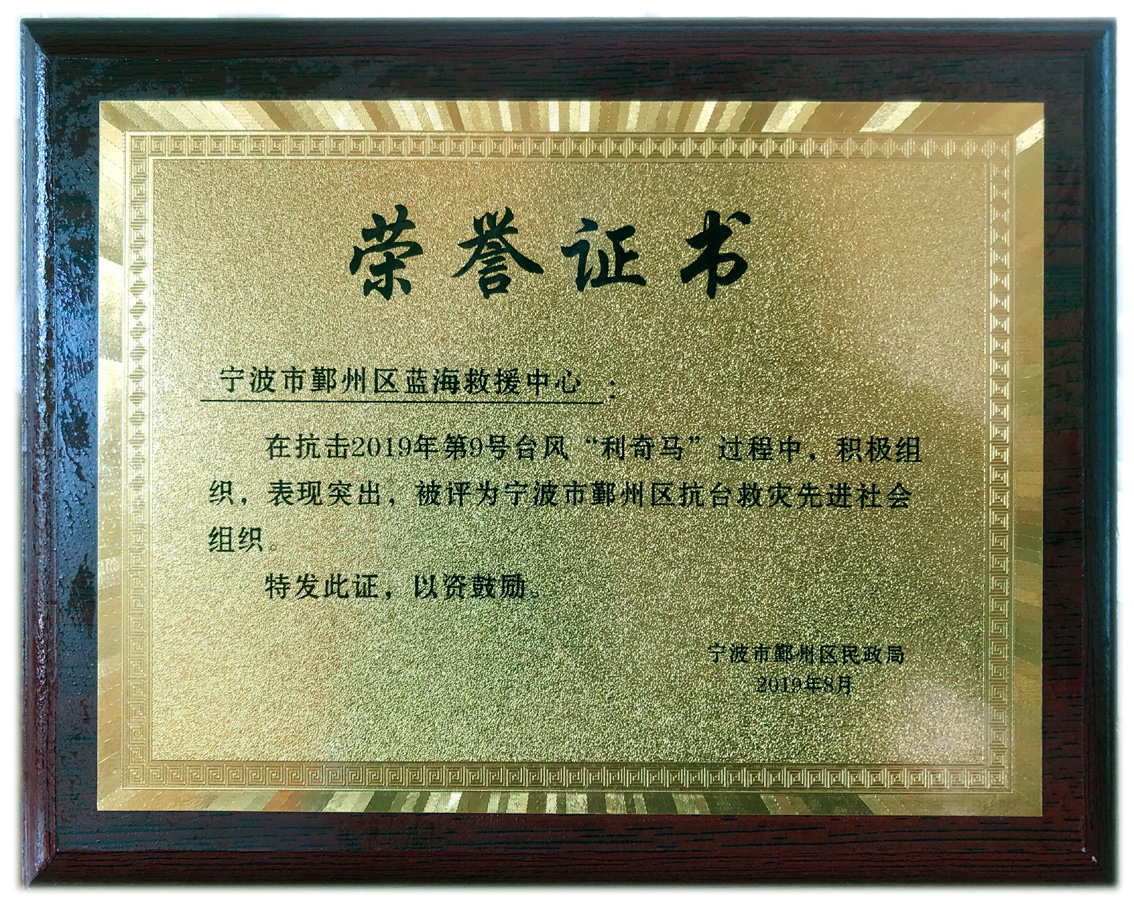 荣誉证书
宁波市鄞州区蓝海救援中心：
在抗击2019年第9号台风“利奇马”过程中，积极组
织，表现突出，被评为宁波市鄞州区抗台救灾先进社会
组织。
特发此证，以资鼓励。
宁波市鄞州区民政局
2019年8月